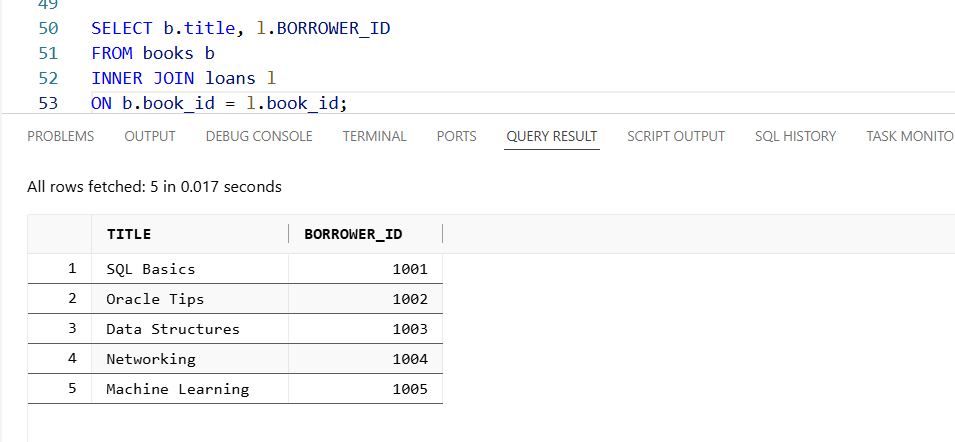 49
50 SELECT b.title, l.BORROWER_ID
51 FROM books b
52 INNER JOIN loans l
53 ON b.book_id = l.book_id;
PROBLEMS OUTPUT DEBUG CONSOLE TERMINAL PORTS QUERY RESULT SCRIPT OUTPUT SQL HISTORY TASK MONITO
All rows fetched: 5 in 0.017 seconds
TITLE BORROWER_ID
1 SQL Basics 1001
2 Oracle Tips 1002
3 Data Structures 1003
4 Networking 1004
5 Machine Learning 1005